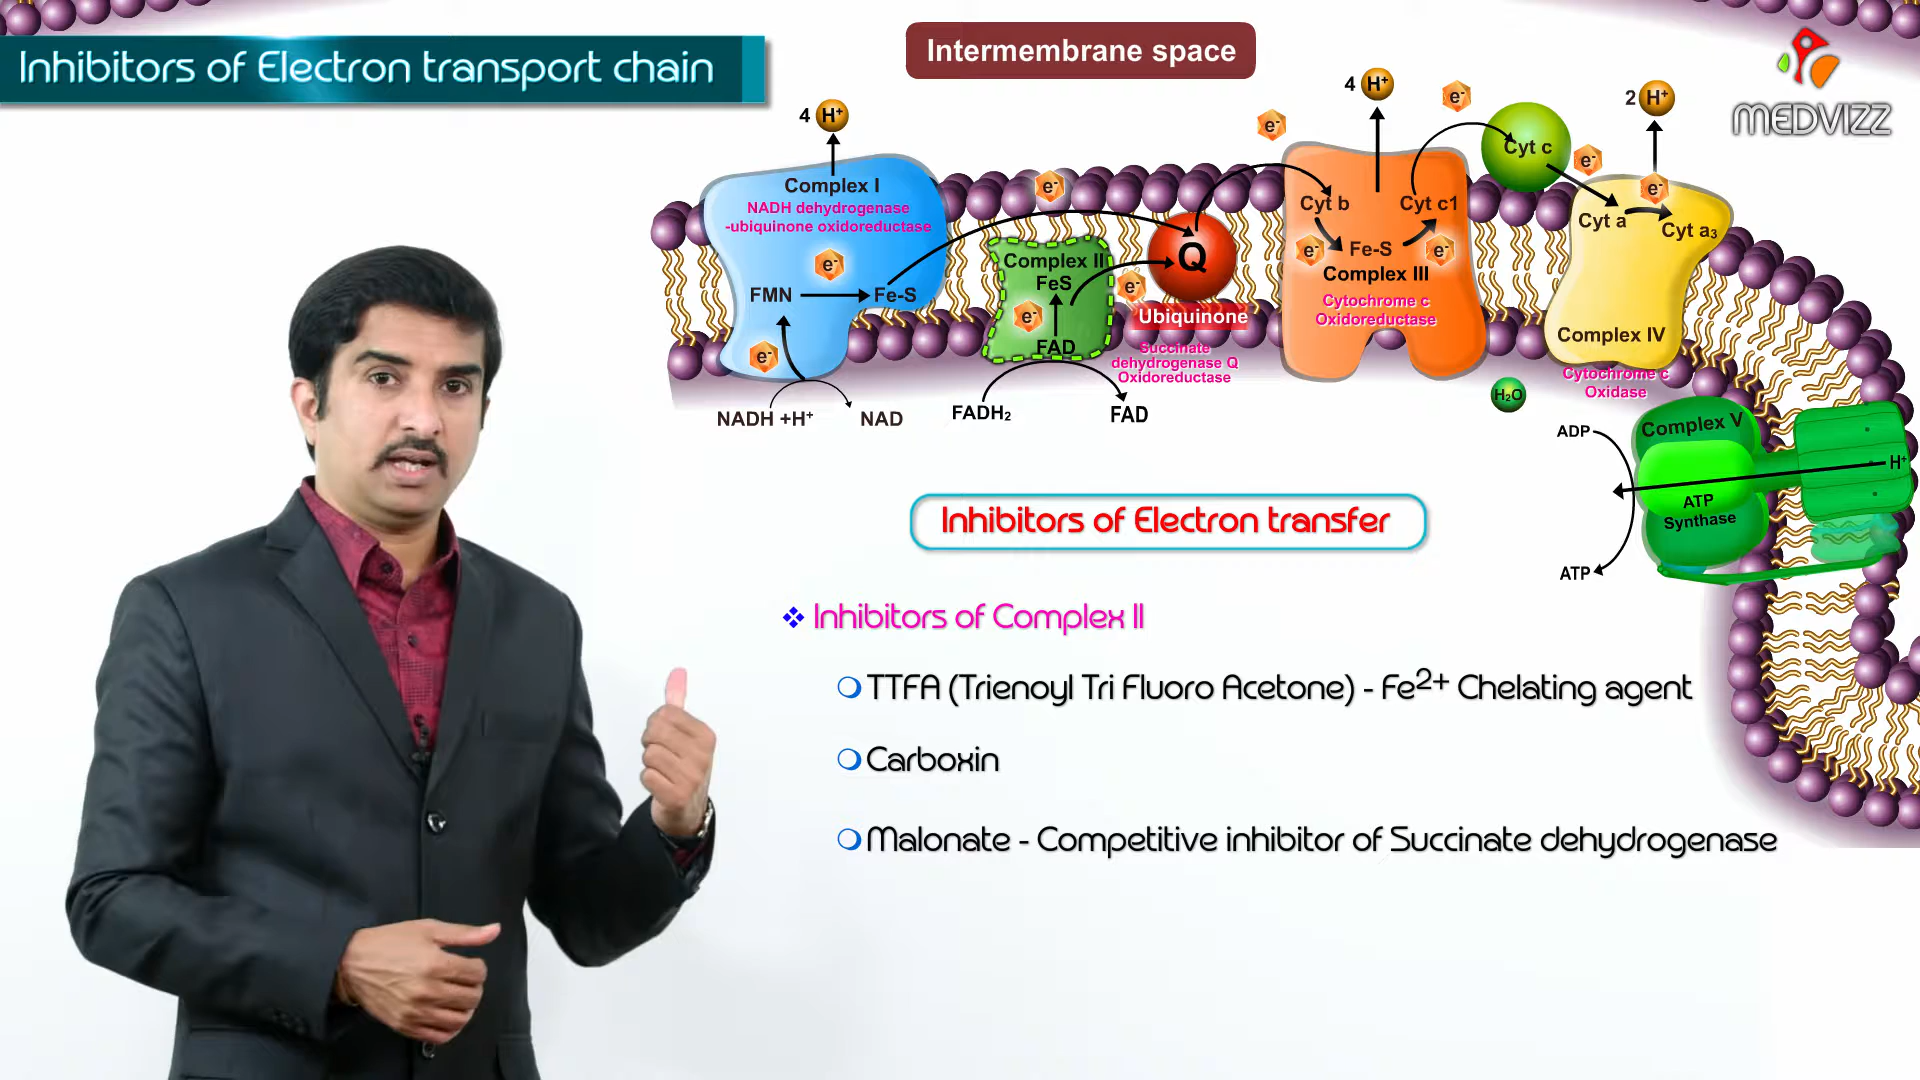 Inhibitors of Electron transport chain
Intermembrane space
MEDVIZZ
4 H⁺
4 H⁺
2 H⁺
e⁻
e⁻
e⁻
Cyt c
e⁻
e⁻
Complex I
NADH dehydrogenase
-ubiquinone oxidoreductase
e⁻
FMN
Fe-S
e⁻
NADH +H⁺
NAD
Complex II
FeS
e⁻
FAD
FADH₂
FAD
Q
e⁻
Ubiquinone
Succinate
dehydrogenase Q
Oxidoreductase
Cyt b
Cyt c1
e⁻
Fe-S
e⁻
Complex III
Cytochrome c
Oxidoreductase
Cyt a
Cyt a₃
Complex IV
Cytochrome c
Oxidase
H₂O
ADP
Complex V
H⁺
ATP
Synthase
ATP
Inhibitors of Electron transfer
❖ Inhibitors of Complex II
TTFA (Trienoyl Tri Fluoro Acetone) - Fe²⁺ Chelating agent
Carboxin
Malonate - Competitive inhibitor of Succinate dehydrogenase